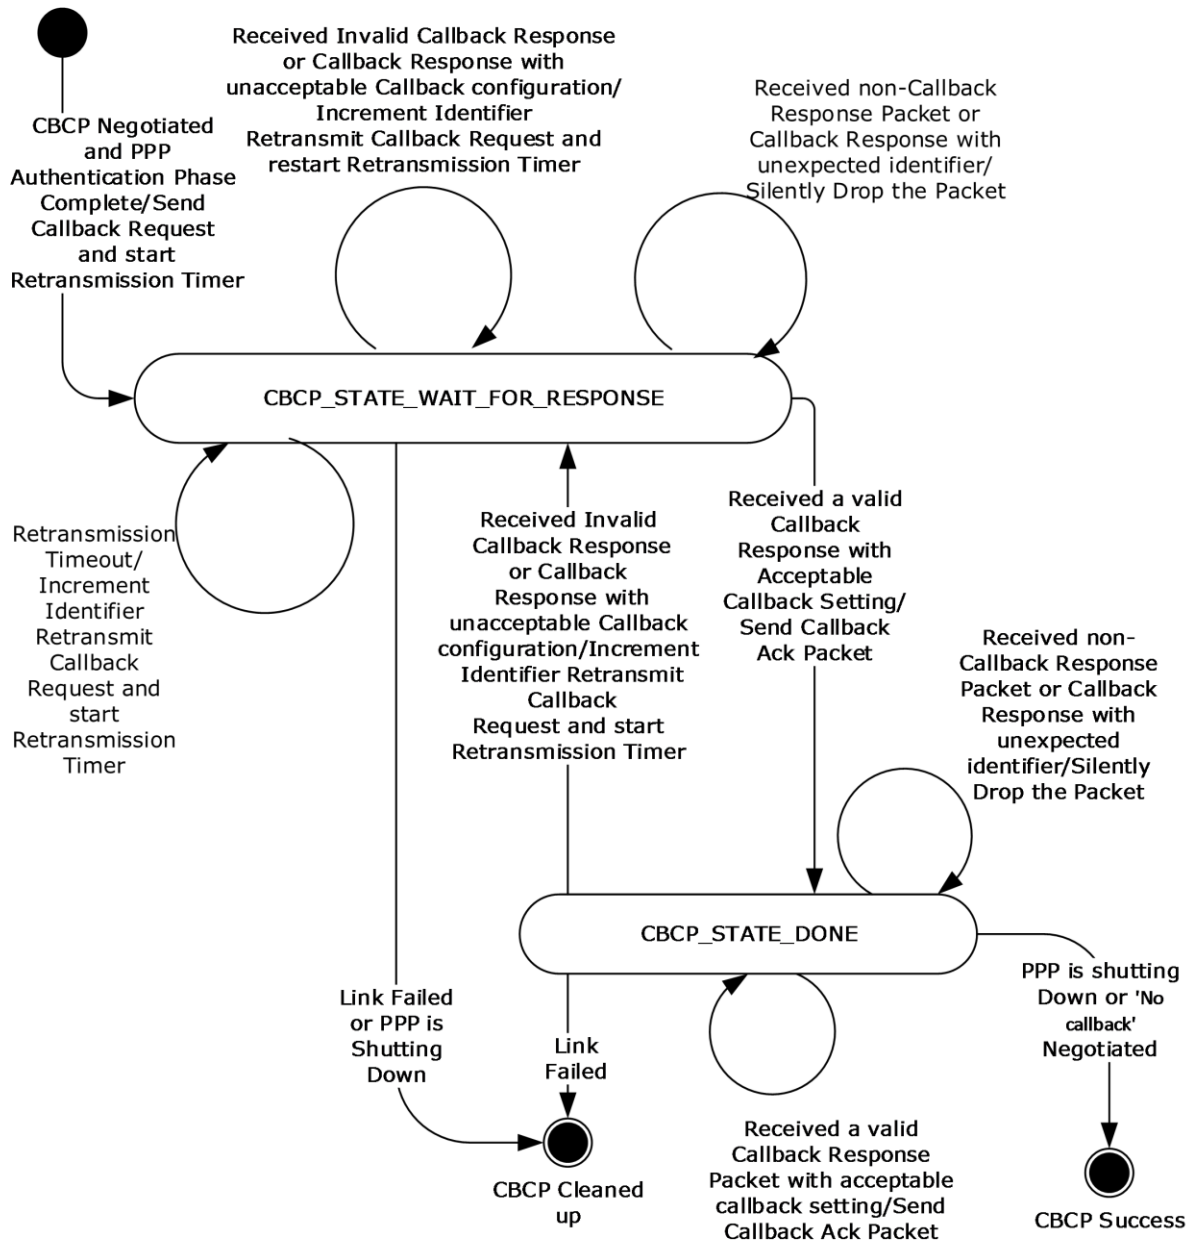 Received Invalid Callback Response
or Callback Response with
unacceptable Callback configuration/
Increment Identifier
Retransmit Callback Request and
restart Retransmission Timer
Received non-Callback
Response Packet or
Callback Response with
unexpected identifier/
Silently Drop the Packet
CBCP Negotiated
and PPP
Authentication Phase
Complete/Send
Callback Request
and start
Retransmission Timer
CBCP_STATE_WAIT_FOR_RESPONSE
Retransmission
Timeout/
Increment
Identifier
Retransmit
Callback
Request and
start
Retransmission
Timer
Received Invalid
Callback Response
or Callback
Response with
unacceptable Callback
configuration/Increment
Identifier Retransmit
Callback
Request and start
Retransmission Timer
Received a valid
Callback
Response with
Acceptable
Callback Setting/
Send Callback
Ack Packet
Received non-
Callback Response
Packet or Callback
Response with
unexpected
identifier/Silently
Drop the Packet
CBCP_STATE_DONE
Link Failed
or PPP is
Shutting
Down
Link
Failed
PPP is shutting
Down or 'No
callback'
Negotiated
CBCP Cleaned
up
Received a valid
Callback Response
Packet with acceptable
callback setting/Send
Callback Ack Packet
CBCP Success